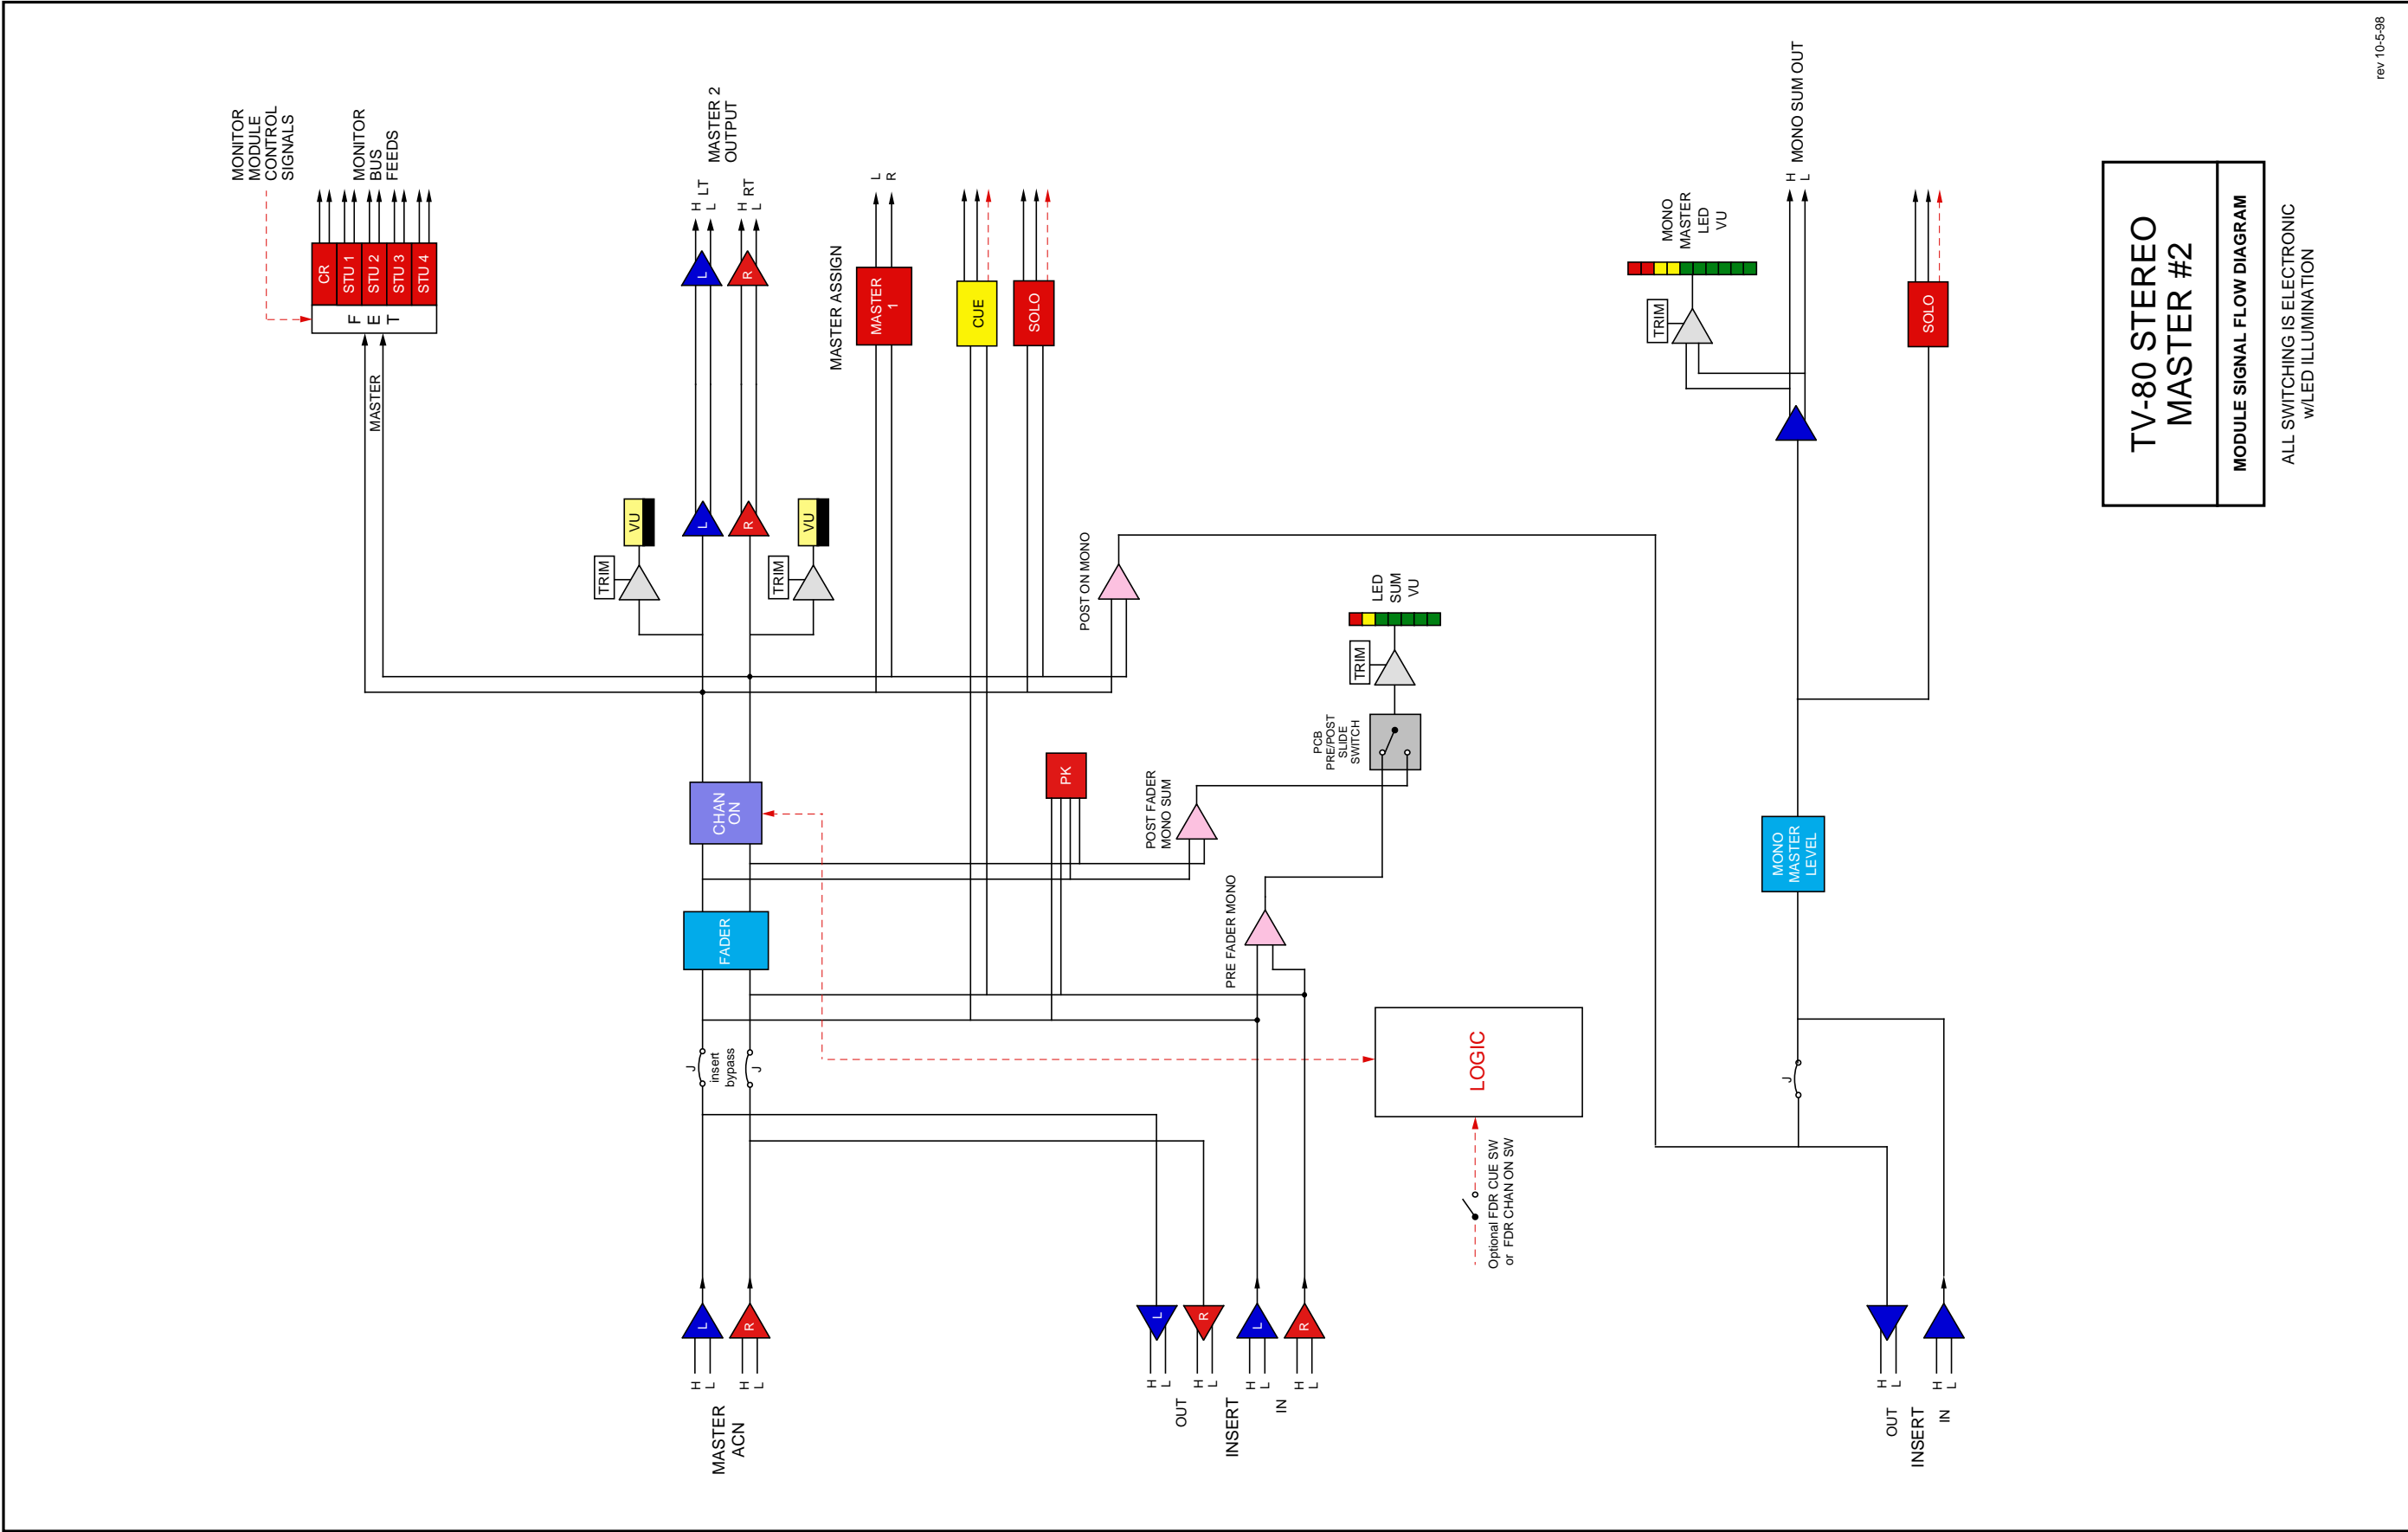 MONITOR
MODULE
CONTROL
SIGNALS
CR
STU 1
STU 2
STU 3
STU 4
F E T
MONITOR
BUS
FEEDS
MASTER
MASTER
ACN
H
L
H
L
L
R
J
insert
bypass
J
FADER
CHAN
ON
TRIM
VU
TRIM
VU
L
R
L
R
H
L
LT
H
L
RT
MASTER 2
OUTPUT
MASTER ASSIGN
MASTER
1
L
R
CUE
SOLO
PK
POST ON MONO
POST FADER
MONO SUM
PRE FADER MONO
PCB
PRE/POST
SLIDE
SWITCH
TRIM
LED
SUM
VU
H
L
H
L
OUT
INSERT
IN
H
L
H
L
L
R
L
R
LOGIC
Optional FDR CUE SW
or FDR CHAN ON SW
H
L
OUT
INSERT
IN
H
L
J
MONO
MASTER
LEVEL
TRIM
MONO
MASTER
LED
VU
H
L
MONO SUM OUT
SOLO
TV-80 STEREO
MASTER #2
MODULE SIGNAL FLOW DIAGRAM
ALL SWITCHING IS ELECTRONIC
w/LED ILLUMINATION
rev 10-5-98